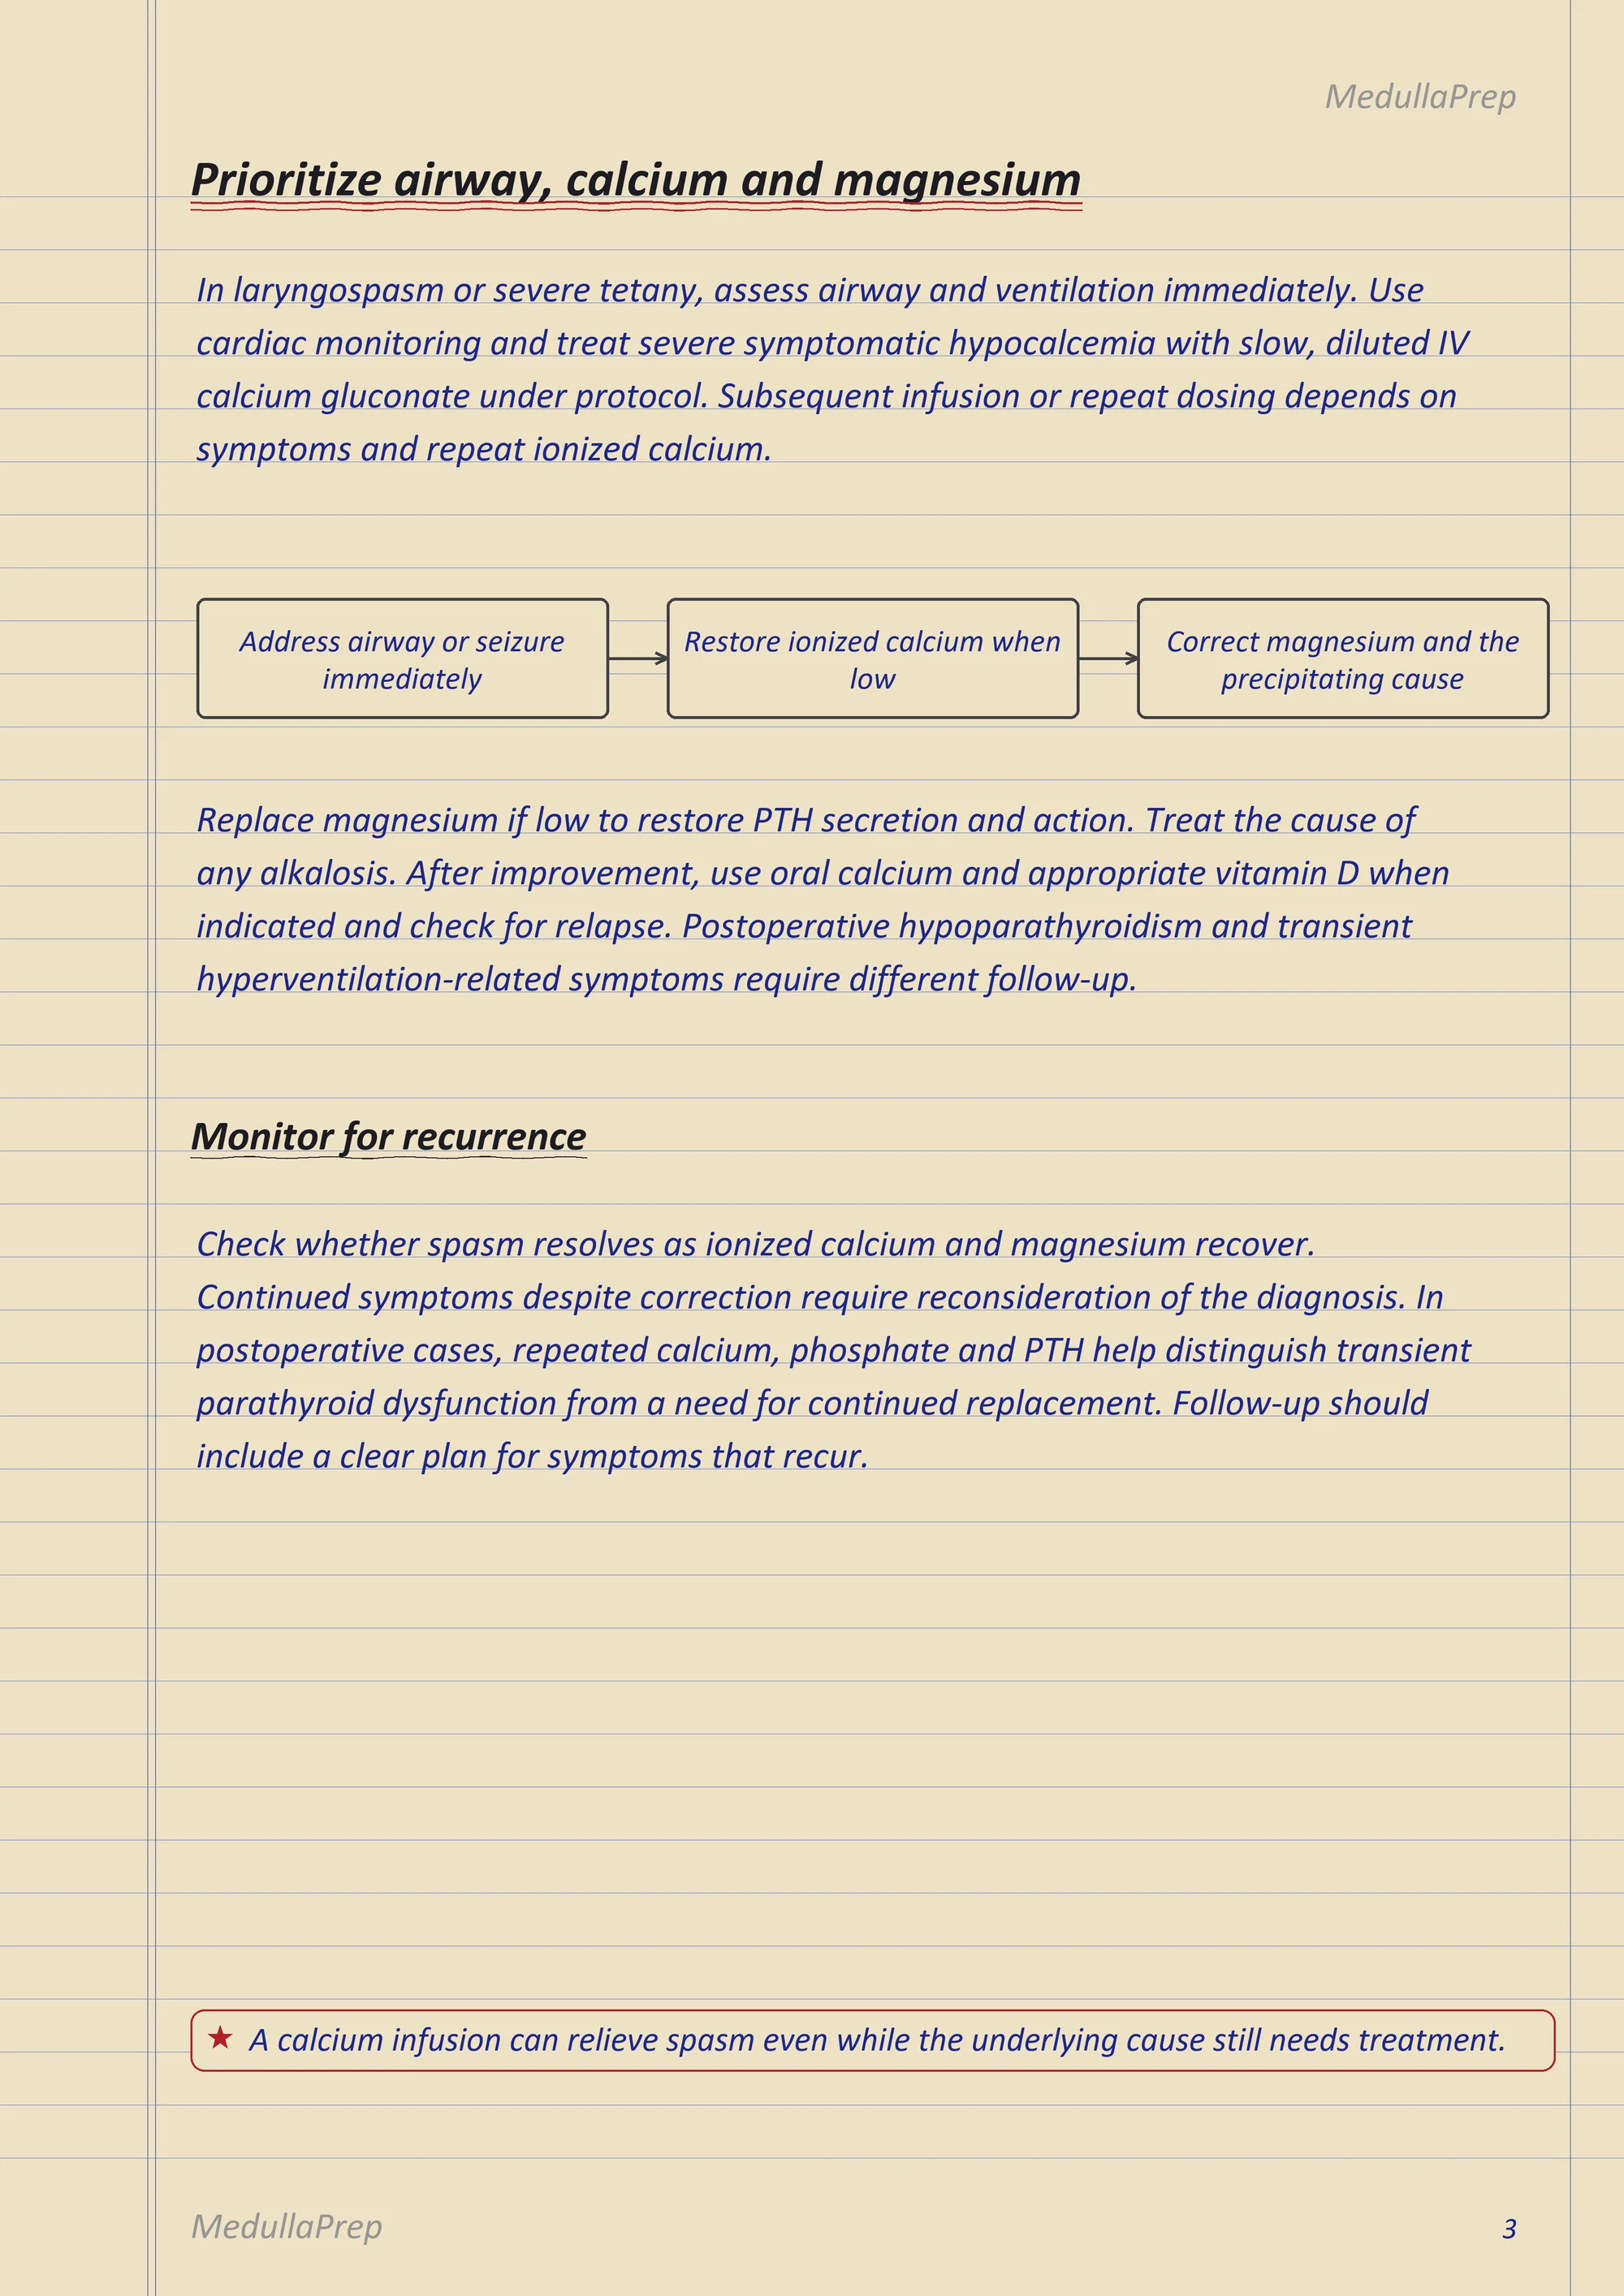 MedullaPrep
Prioritize airway, calcium and magnesium
In laryngospasm or severe tetany, assess airway and ventilation immediately. Use
cardiac monitoring and treat severe symptomatic hypocalcemia with slow, diluted IV
calcium gluconate under protocol. Subsequent infusion or repeat dosing depends on
symptoms and repeat ionized calcium.
Address airway or seizure
immediately
Restore ionized calcium when
low
Correct magnesium and the
precipitating cause
Replace magnesium if low to restore PTH secretion and action. Treat the cause of
any alkalosis. After improvement, use oral calcium and appropriate vitamin D when
indicated and check for relapse. Postoperative hypoparathyroidism and transient
hyperventilation-related symptoms require different follow-up.
Monitor for recurrence
Check whether spasm resolves as ionized calcium and magnesium recover.
Continued symptoms despite correction require reconsideration of the diagnosis. In
postoperative cases, repeated calcium, phosphate and PTH help distinguish transient
parathyroid dysfunction from a need for continued replacement. Follow-up should
include a clear plan for symptoms that recur.
★ A calcium infusion can relieve spasm even while the underlying cause still needs treatment.
MedullaPrep
3